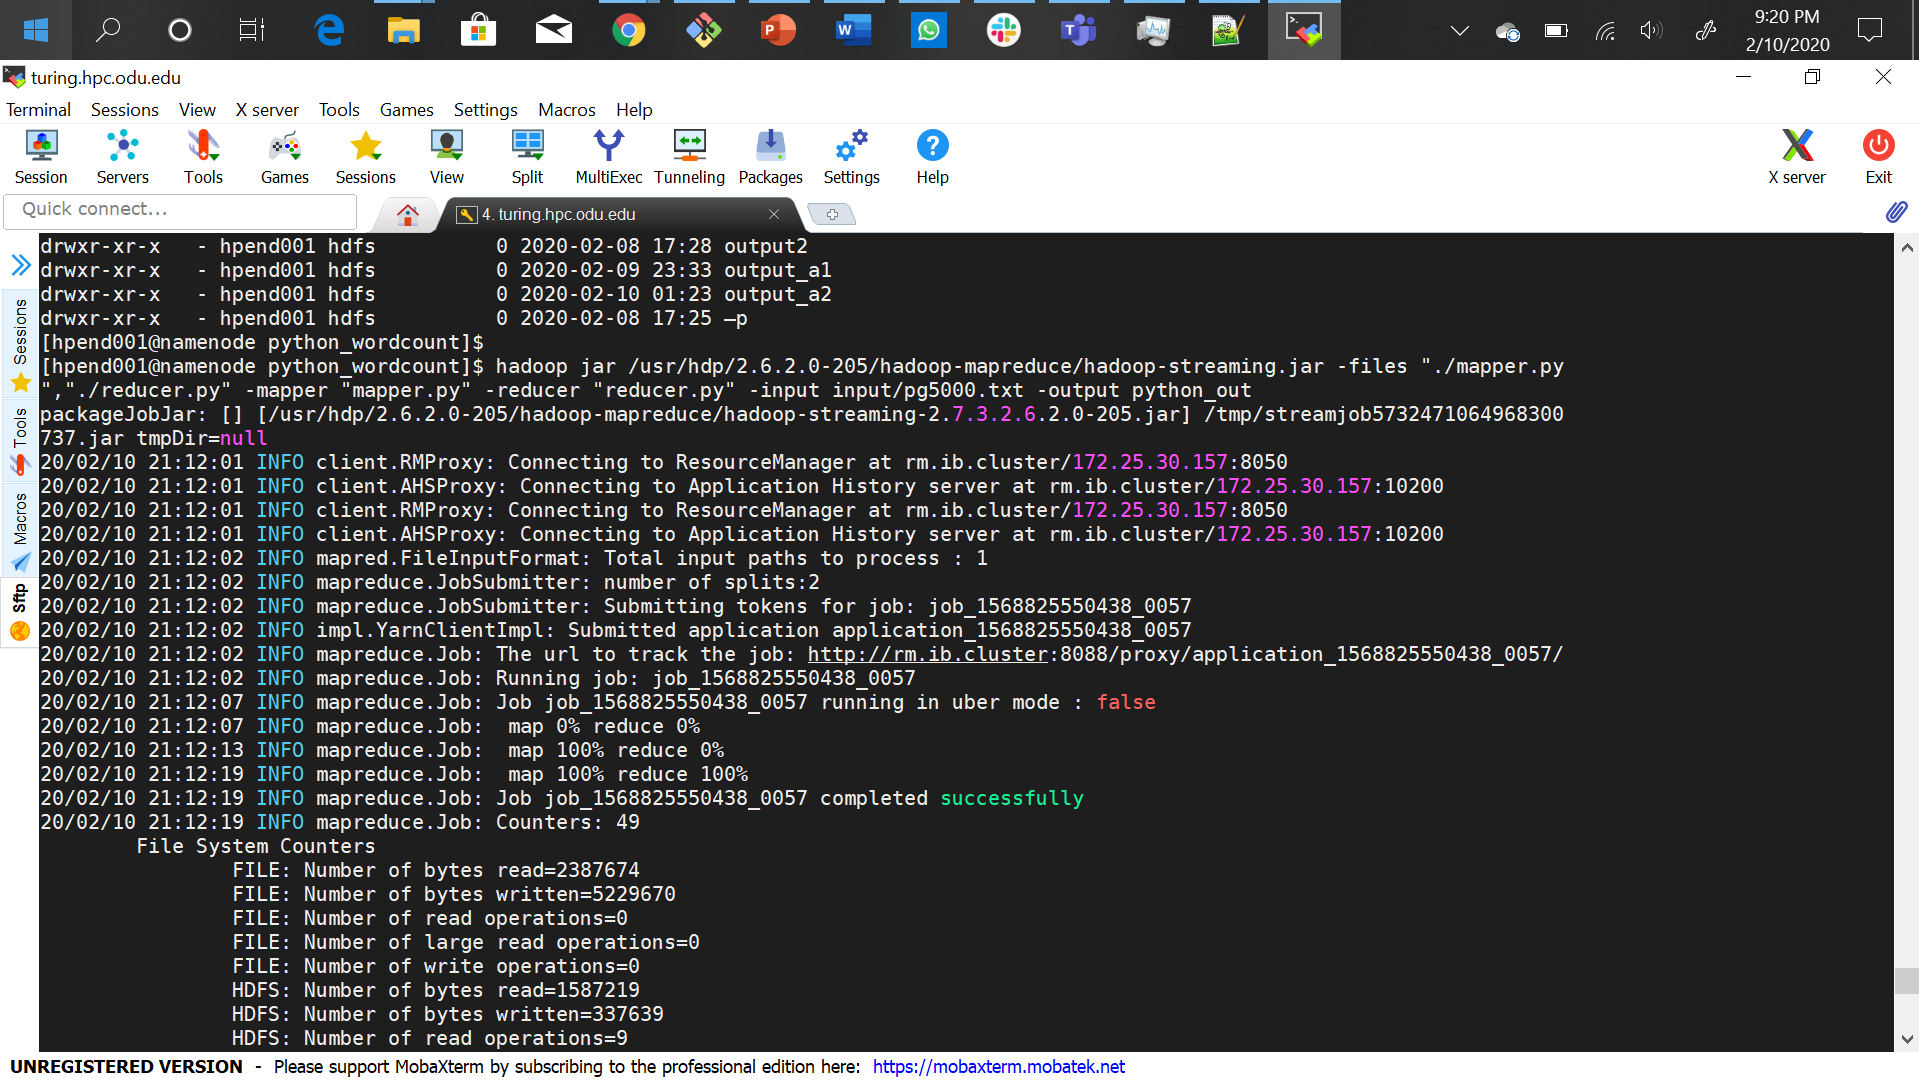 9:20 PM
2/10/2020
turing.hpc.odu.edu
Terminal Sessions View X server Tools Games Settings Macros Help
Session Servers Tools Games Sessions View Split MultiExec Tunneling Packages Settings Help X server Exit
Quick connect... 4. turing.hpc.odu.edu
Sessions
Tools
Macros
Sftp
drwxr-xr-x   - hpend001 hdfs          0 2020-02-08 17:28 output2
drwxr-xr-x   - hpend001 hdfs          0 2020-02-09 23:33 output_a1
drwxr-xr-x   - hpend001 hdfs          0 2020-02-10 01:23 output_a2
drwxr-xr-x   - hpend001 hdfs          0 2020-02-08 17:25 –p
[hpend001@namenode python_wordcount]$
[hpend001@namenode python_wordcount]$ hadoop jar /usr/hdp/2.6.2.0-205/hadoop-mapreduce/hadoop-streaming.jar -files "./mapper.py
","./reducer.py" -mapper "mapper.py" -reducer "reducer.py" -input input/pg5000.txt -output python_out
packageJobJar: [] [/usr/hdp/2.6.2.0-205/hadoop-mapreduce/hadoop-streaming-2.7.3.2.6.2.0-205.jar] /tmp/streamjob5732471064968300
737.jar tmpDir=null
20/02/10 21:12:01 INFO client.RMProxy: Connecting to ResourceManager at rm.ib.cluster/172.25.30.157:8050
20/02/10 21:12:01 INFO client.AHSProxy: Connecting to Application History server at rm.ib.cluster/172.25.30.157:10200
20/02/10 21:12:01 INFO client.RMProxy: Connecting to ResourceManager at rm.ib.cluster/172.25.30.157:8050
20/02/10 21:12:01 INFO client.AHSProxy: Connecting to Application History server at rm.ib.cluster/172.25.30.157:10200
20/02/10 21:12:02 INFO mapred.FileInputFormat: Total input paths to process : 1
20/02/10 21:12:02 INFO mapreduce.JobSubmitter: number of splits:2
20/02/10 21:12:02 INFO mapreduce.JobSubmitter: Submitting tokens for job: job_1568825550438_0057
20/02/10 21:12:02 INFO impl.YarnClientImpl: Submitted application application_1568825550438_0057
20/02/10 21:12:02 INFO mapreduce.Job: The url to track the job: http://rm.ib.cluster:8088/proxy/application_1568825550438_0057/
20/02/10 21:12:02 INFO mapreduce.Job: Running job: job_1568825550438_0057
20/02/10 21:12:07 INFO mapreduce.Job: Job job_1568825550438_0057 running in uber mode : false
20/02/10 21:12:07 INFO mapreduce.Job:  map 0% reduce 0%
20/02/10 21:12:13 INFO mapreduce.Job:  map 100% reduce 0%
20/02/10 21:12:19 INFO mapreduce.Job:  map 100% reduce 100%
20/02/10 21:12:19 INFO mapreduce.Job: Job job_1568825550438_0057 completed successfully
20/02/10 21:12:19 INFO mapreduce.Job: Counters: 49
        File System Counters
                FILE: Number of bytes read=2387674
                FILE: Number of bytes written=5229670
                FILE: Number of read operations=0
                FILE: Number of large read operations=0
                FILE: Number of write operations=0
                HDFS: Number of bytes read=1587219
                HDFS: Number of bytes written=337639
                HDFS: Number of read operations=9
UNREGISTERED VERSION - Please support MobaXterm by subscribing to the professional edition here: https://mobaxterm.mobatek.net